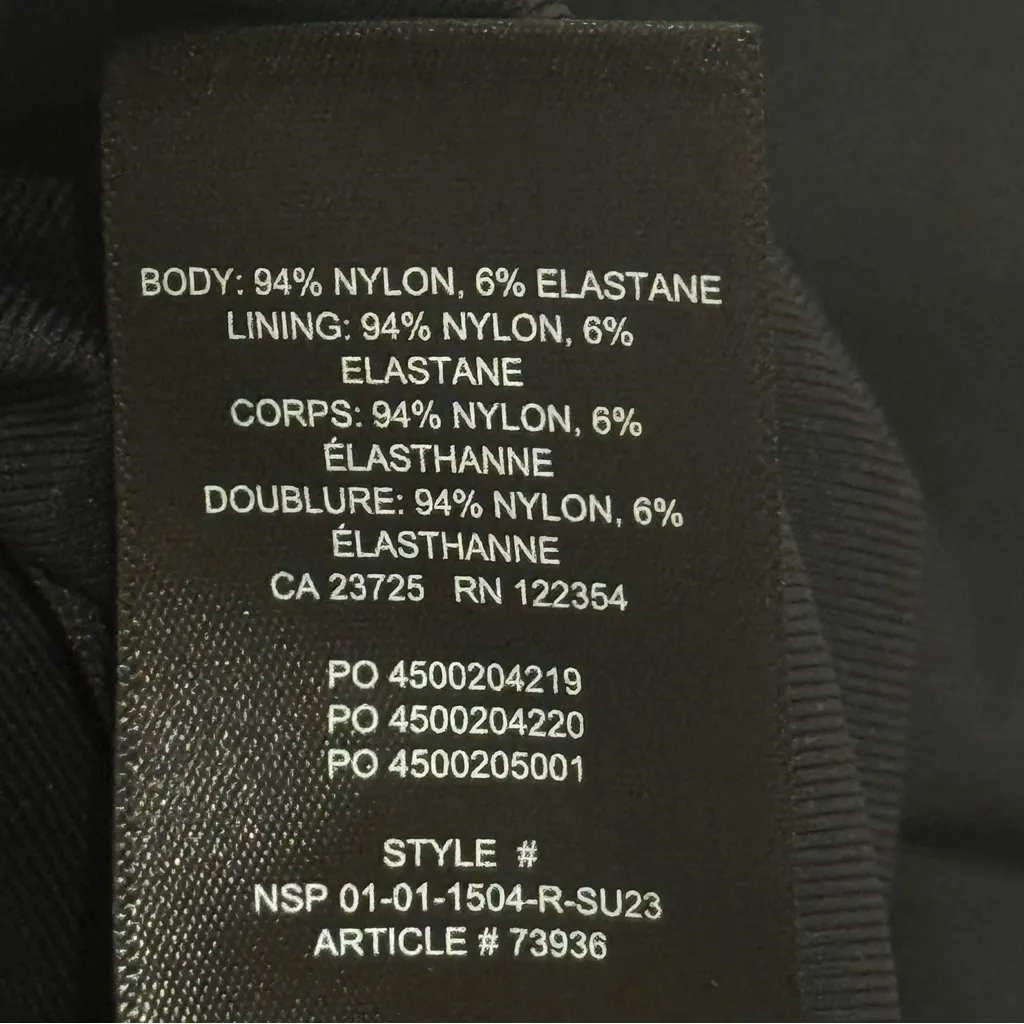 BODY: 94% NYLON, 6% ELASTANE
LINING: 94% NYLON, 6%
ELASTANE
CORPS: 94% NYLON, 6%
ÉLASTHANNE
DOUBLURE: 94% NYLON, 6%
ÉLASTHANNE
CA 23725 RN 122354
PO 4500204219
PO 4500204220
PO 4500205001
STYLE #
NSP 01-01-1504-R-SU23
ARTICLE # 73936